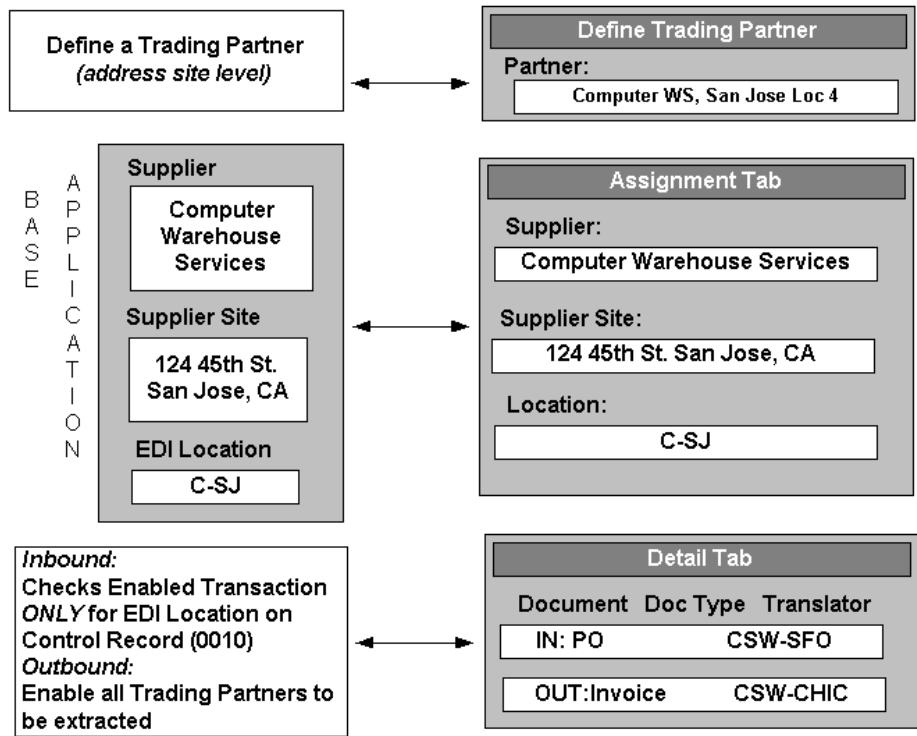 Define a Trading Partner
(address site level)
Define Trading Partner
Partner:
Computer WS, San Jose Loc 4
BASE
APPLICATION
Supplier
Computer
Warehouse
Services
Supplier Site
124 45th St.
San Jose, CA
EDI Location
C-SJ
Assignment Tab
Supplier:
Computer Warehouse Services
Supplier Site:
124 45th St. San Jose, CA
Location:
C-SJ
Inbound:
Checks Enabled Transaction
ONLY for EDI Location on
Control Record (0010)
Outbound:
Enable all Trading Partners to
be extracted
Detail Tab
Document Doc Type Translator
IN: PO CSW-SFO
OUT:Invoice CSW-CHIC